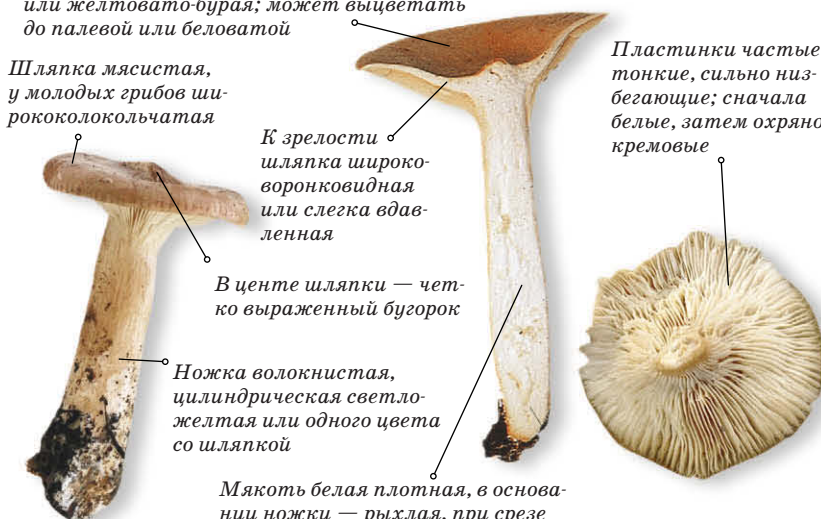 или желтовато-бурая; может выцветать
до палевой или беловатой
Шляпка мясистая,
у молодых грибов ши-
рококолокольчатая
К зрелости
шляпка широко-
воронковидная
или слегка вдав-
ленная
Пластинки частые
тонкие, сильно низ-
бегающие; сначала
белые, затем охряно
кремовые
В центе шляпки — чет-
ко выраженный бугорок
Ножка волокнистая,
цилиндрическая светло-
желтая или одного цвета
со шляпкой
Мякоть белая плотная, в основа-
нии ножки — рыхлая, при срезе